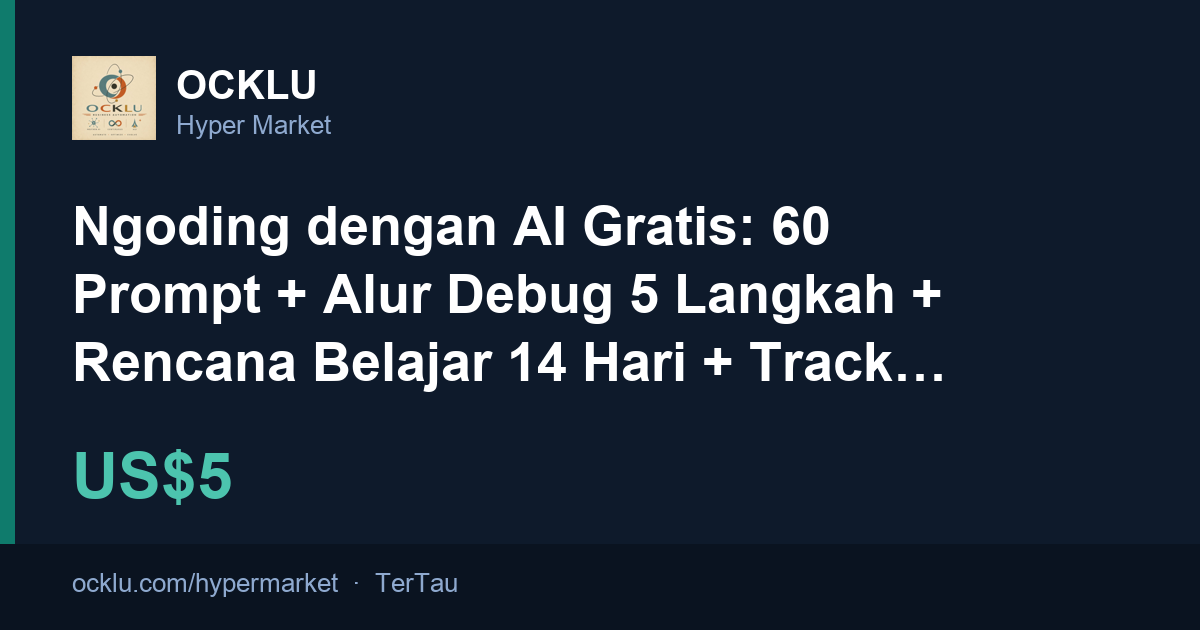 OCKLU
Hyper Market
OCKLU
Ngoding dengan AI Gratis: 60
Prompt + Alur Debug 5 Langkah +
Rencana Belajar 14 Hari + Track…
US$5
ocklu.com/hypermarket · TerTau